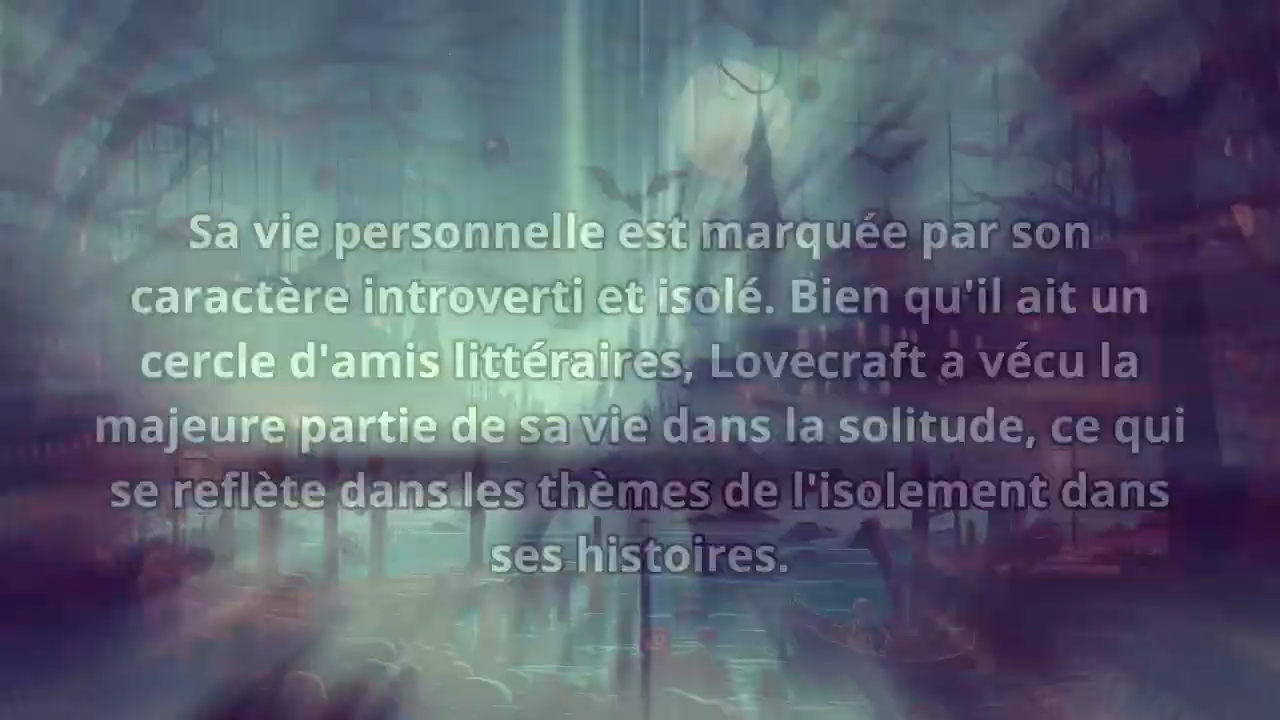 Sa vie personnelle est marquée par son
caractère introverti et isolé. Bien qu'il ait un
cercle d'amis littéraires, Lovecraft a vécu la
majeure partie de sa vie dans la solitude, ce qui
se reflète dans les thèmes de l'isolement dans
ses histoires.